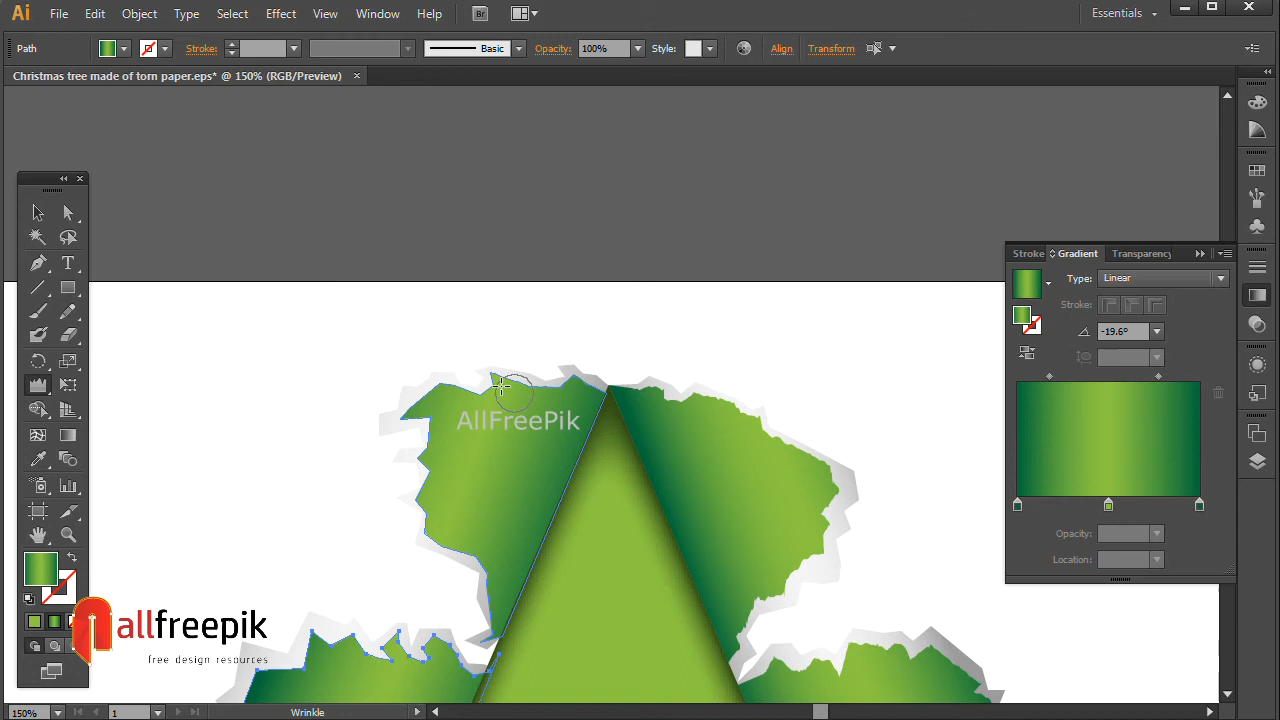 Ai File Edit Object Type Select Effect View Window Help Br Essentials
Path Stroke: Basic Opacity: 100% Style: Align Transform
Christmas tree made of torn paper.eps* @ 150% (RGB/Preview) ×
Stroke Gradient Transparency
Type: Linear
Stroke:
-19.6°
AllFreePik
Opacity:
Location:
allfreepik
free design resources
150% 1 Wrinkle